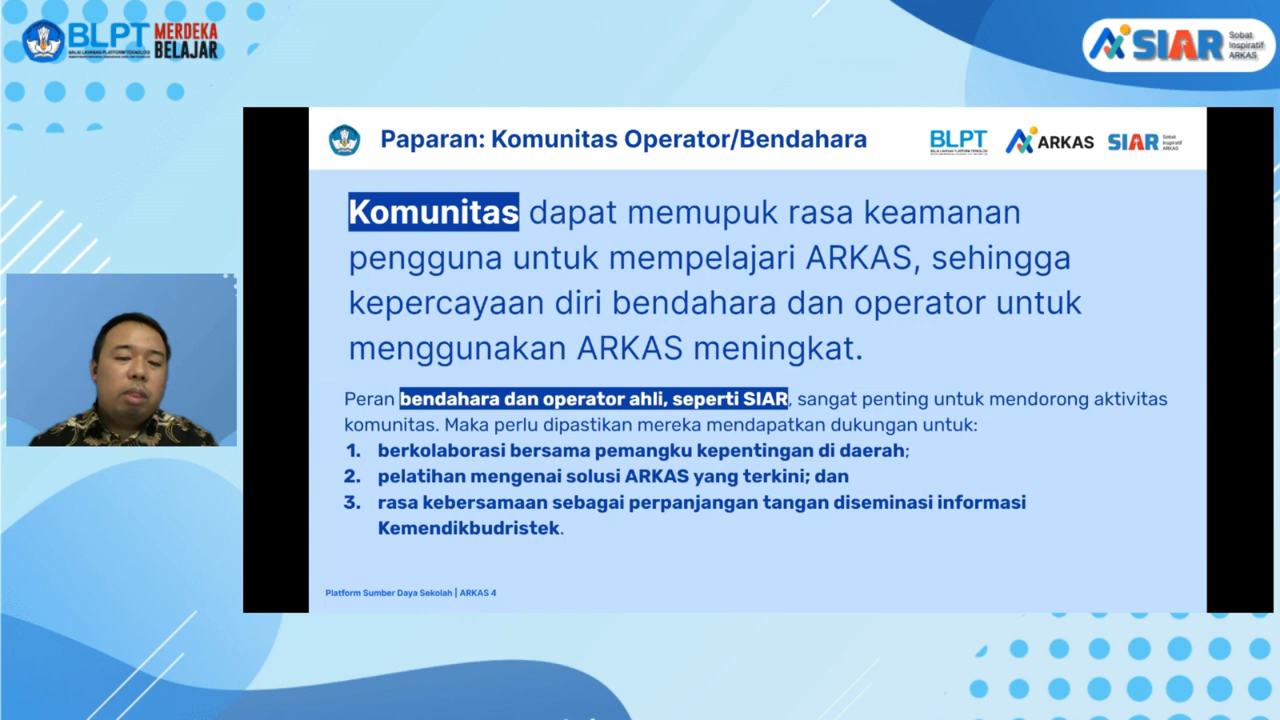 BLPT
BALAI LAYANAN PLATFORM TEKNOLOGI
MERDEKA
BELAJAR
SIAR
Sobat
Inspiratif
ARKAS
Paparan: Komunitas Operator/Bendahara
BLPT
ARKAS
SIAR
Sobat
Inspiratif
ARKAS
Komunitas dapat memupuk rasa keamanan
pengguna untuk mempelajari ARKAS, sehingga
kepercayaan diri bendahara dan operator untuk
menggunakan ARKAS meningkat.
Peran bendahara dan operator ahli, seperti SIAR, sangat penting untuk mendorong aktivitas
komunitas. Maka perlu dipastikan mereka mendapatkan dukungan untuk:
1. berkolaborasi bersama pemangku kepentingan di daerah;
2. pelatihan mengenai solusi ARKAS yang terkini; dan
3. rasa kebersamaan sebagai perpanjangan tangan diseminasi informasi
Kemendikbudristek.
Platform Sumber Daya Sekolah | ARKAS 4